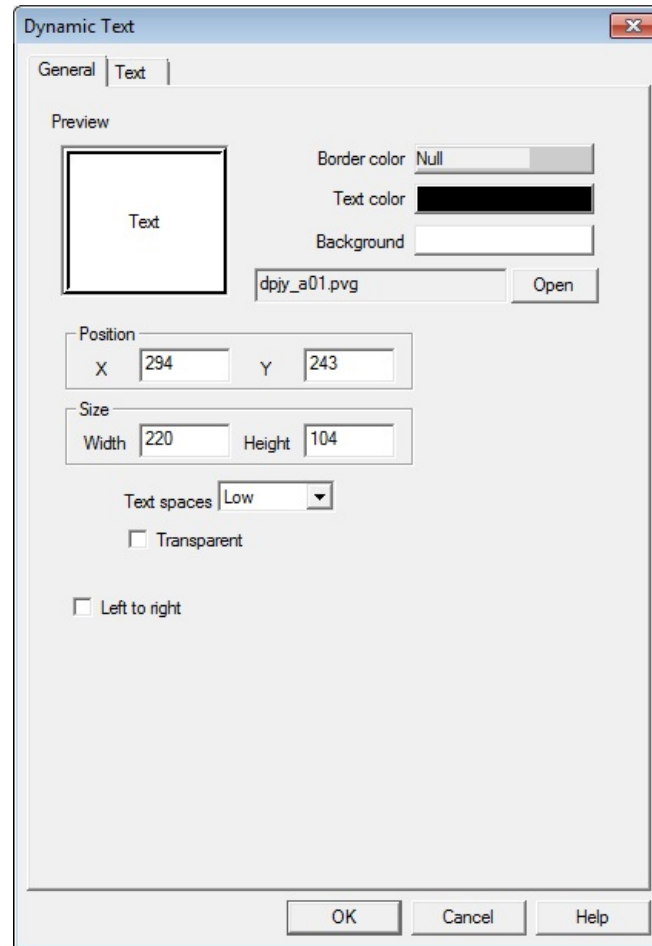 Dynamic Text
General Text
Preview
Text
Border color Null
Text color
Background
dpjy_a01.pvg Open
Position
X 294 Y 243
Size
Width 220 Height 104
Text spaces Low
Transparent
Left to right
OK Cancel Help